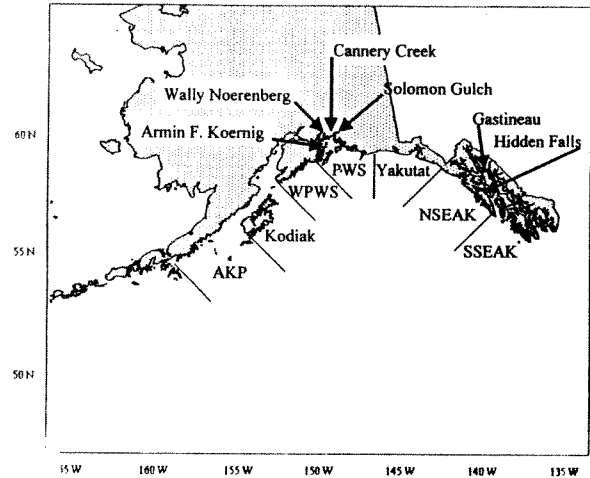 Cannery Creek
Solomon Gulch
Wally Noerenberg
Gastineau
60 N
Armin F. Koernig
Hidden Falls
PWS
Yakutat
WPWS
NSEAK
Kodiak
55 N
SSEAK
AKP
50 N
55 W 160 W 155 W 150 W 145 W 140 W 135 W